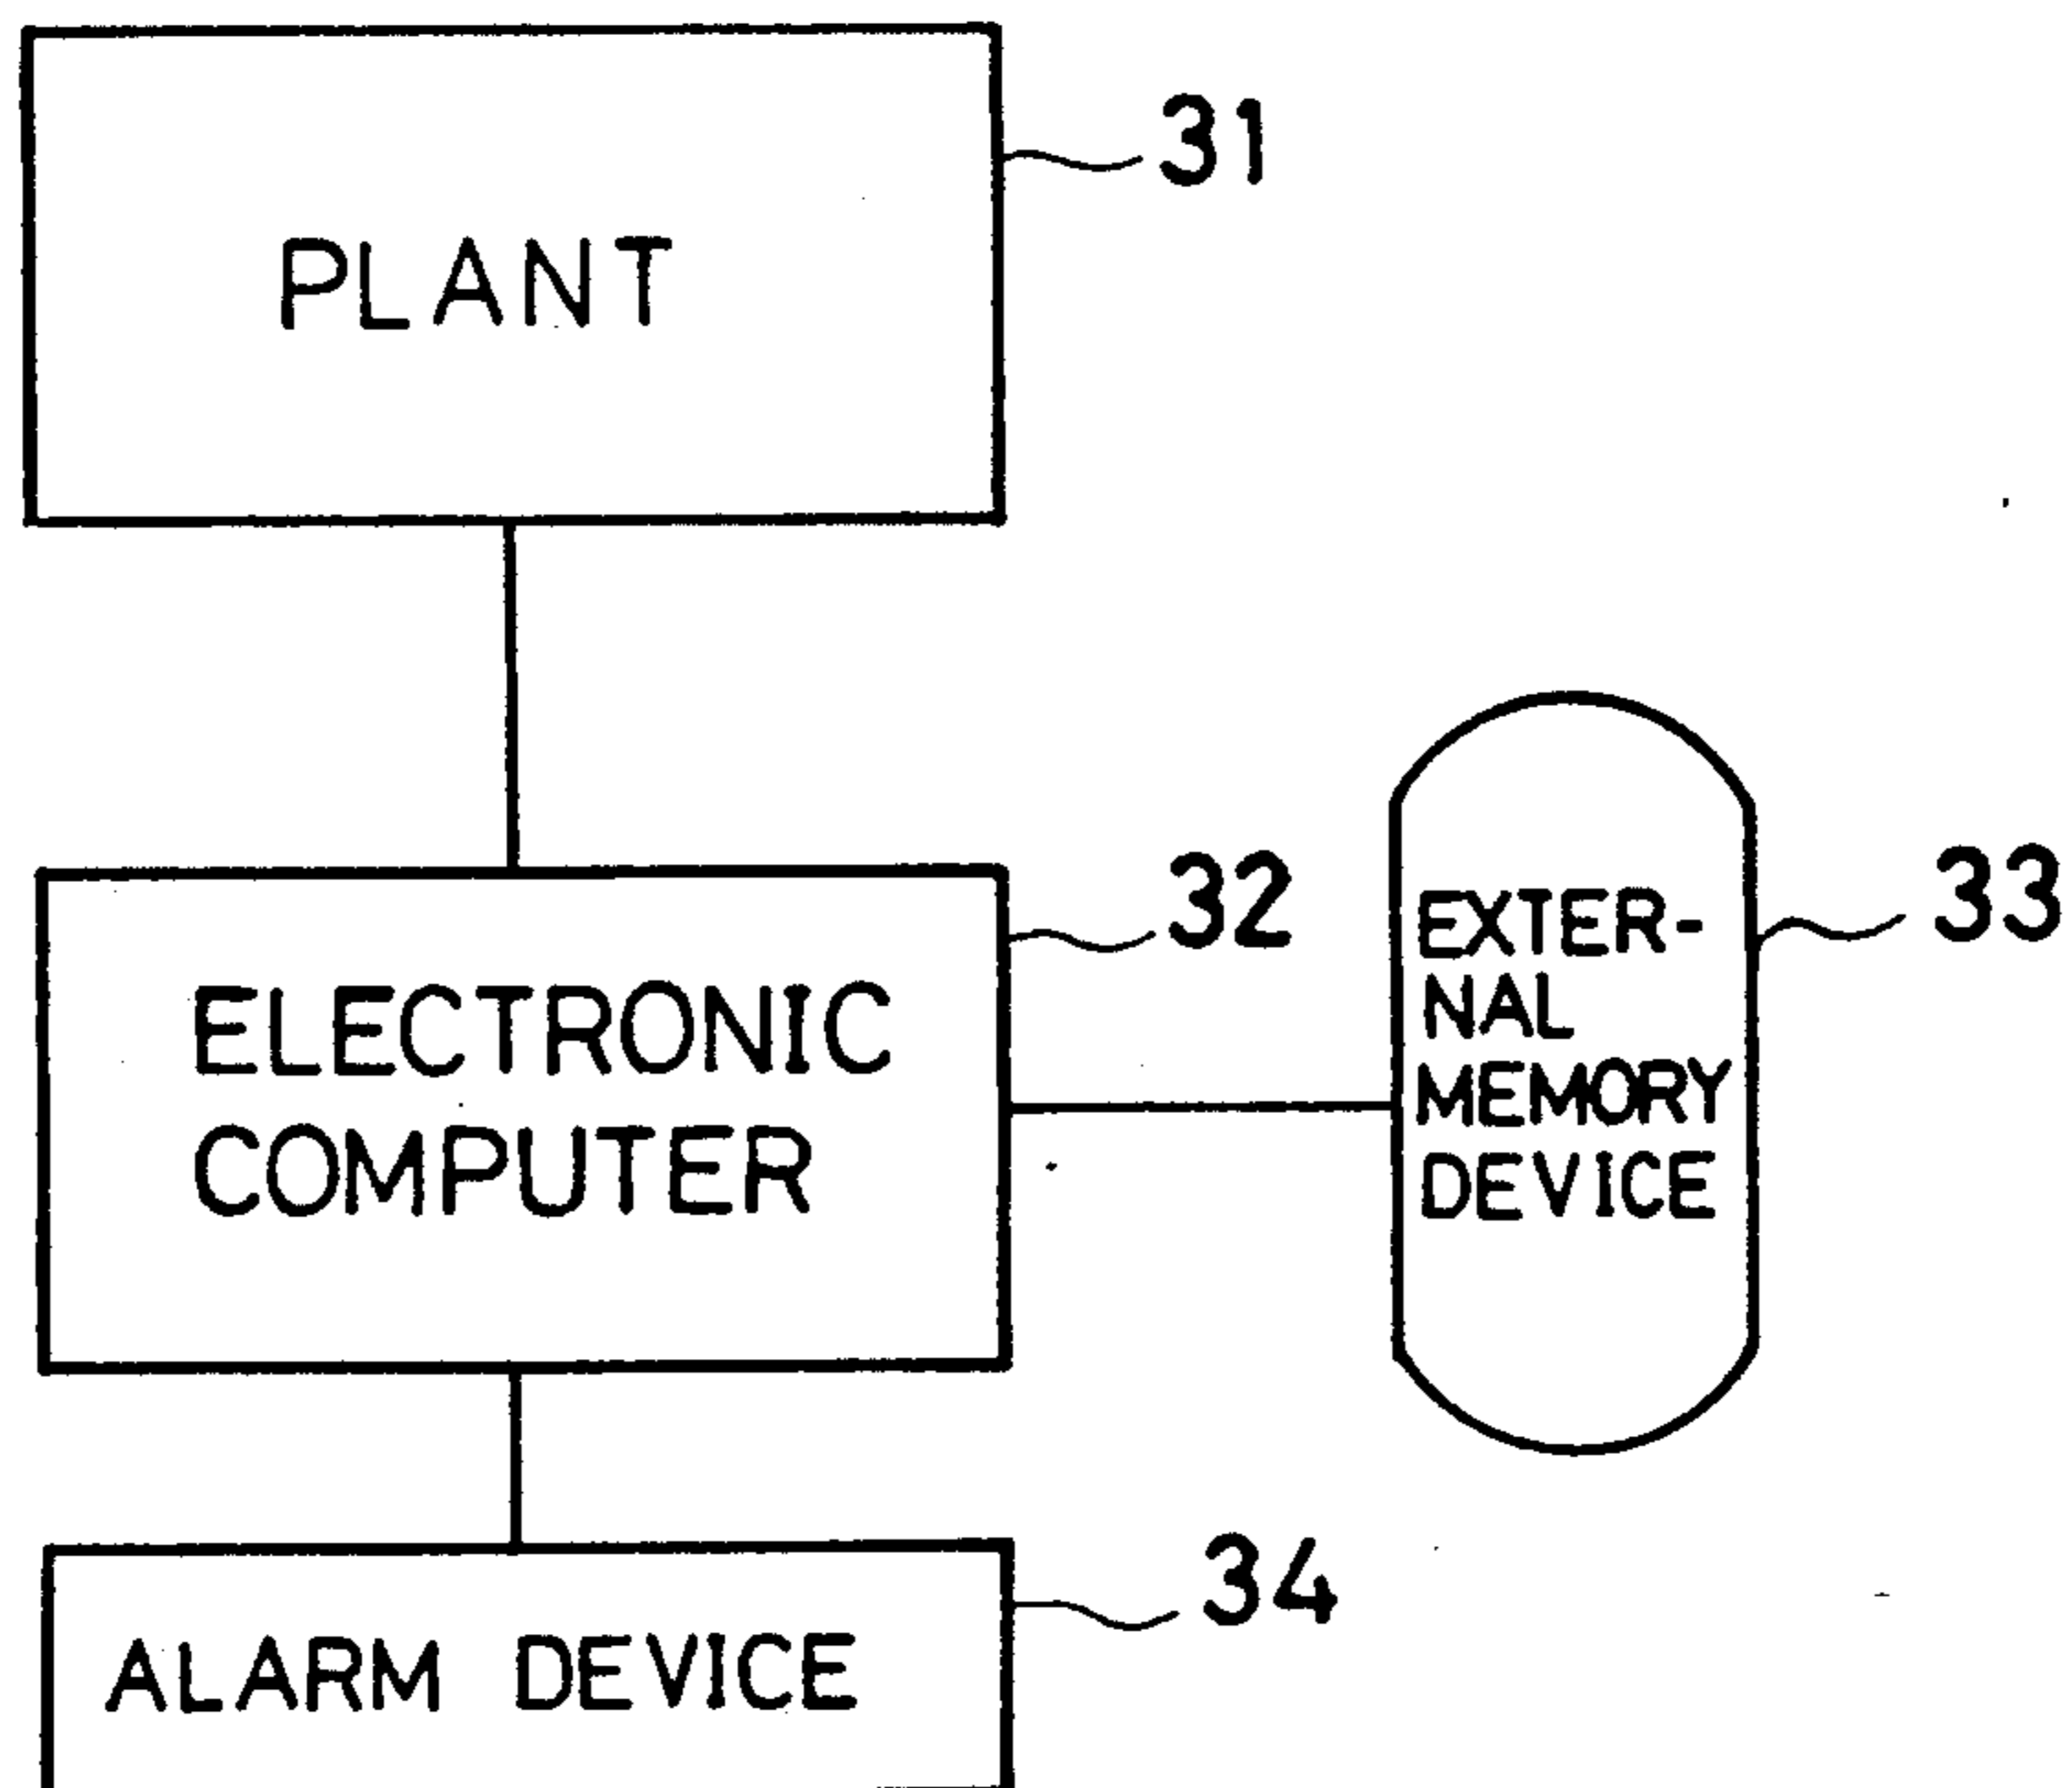 31
PLANT
32
33
ELECTRONIC
COMPUTER
EXTER-
NAL
MEMORY
DEVICE
34
ALARM DEVICE